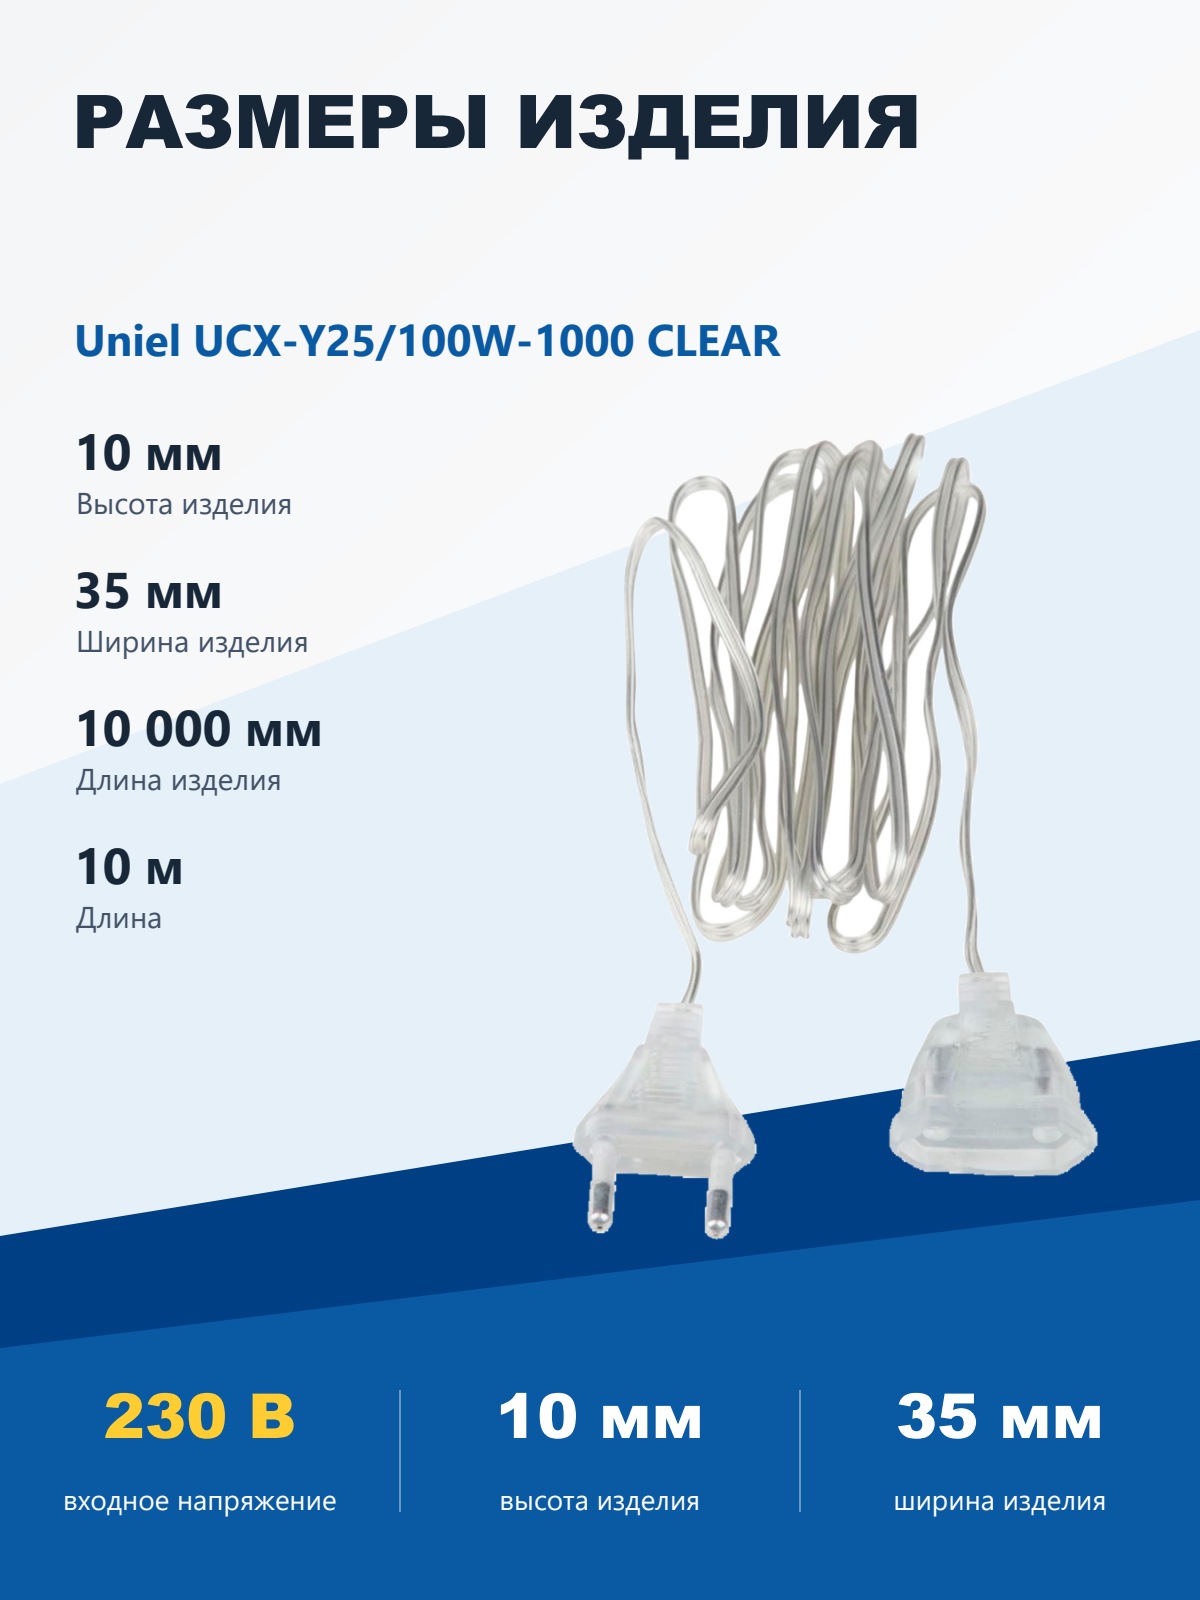 РАЗМЕРЫ ИЗДЕЛИЯ
Uniel UCX-Y25/100W-1000 CLEAR
10 мм
Высота изделия
35 мм
Ширина изделия
10 000 мм
Длина изделия
10 м
Длина
230 В
входное напряжение
10 мм
высота изделия
35 мм
ширина изделия